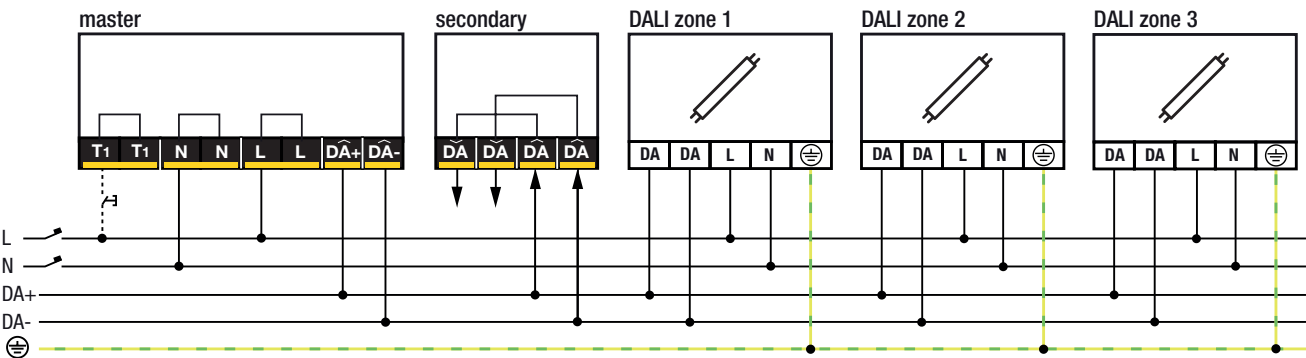 master secondary DALI zone 1 DALI zone 2 DALI zone 3
T1 T1 N N L L DA+ DA- DA DA DA DA DA DA L N DA DA L N DA DA L N
L
N
DA+
DA-